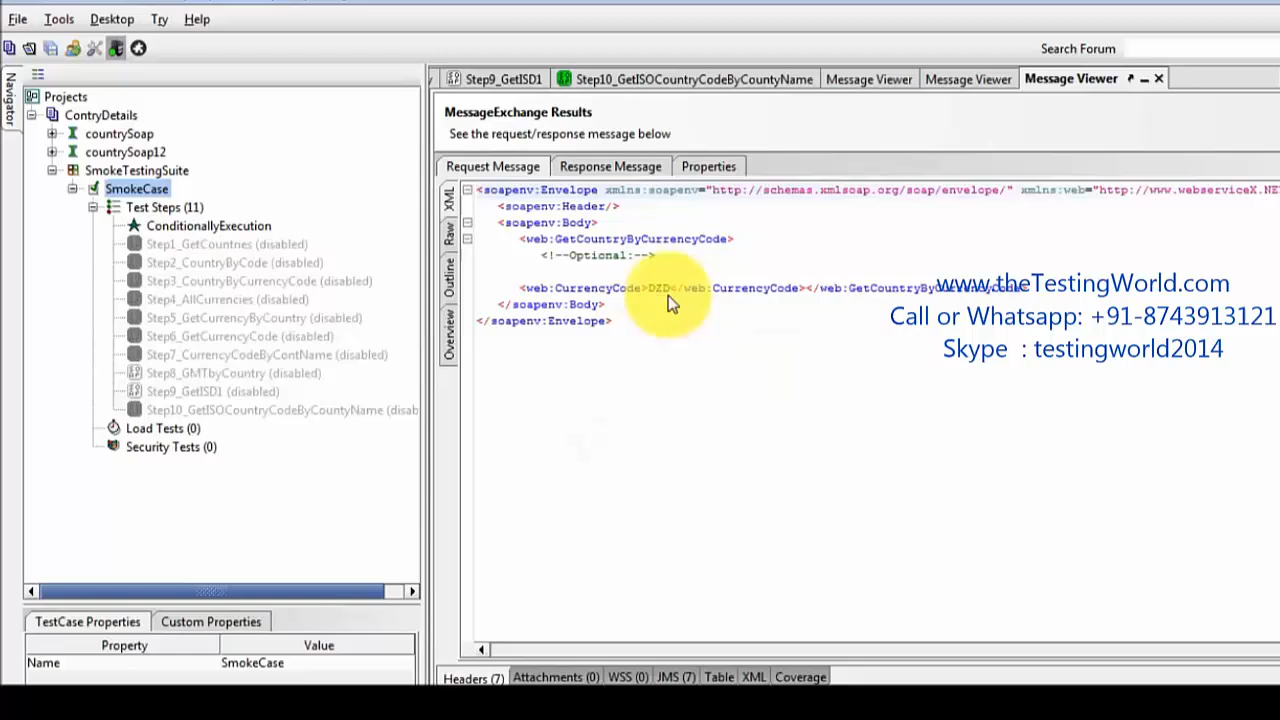 File Tools Desktop Try Help
Search Forum
Navigator
Projects
ContryDetails
countrySoap
countrySoap12
SmokeTestingSuite
SmokeCase
Test Steps (11)
ConditionallyExecution
Step1_GetCountnes (disabled)
Step2_CountryByCode (disabled)
Step3_CountryByCurrencyCode (disabled)
Step4_AllCurrencies (disabled)
Step5_GetCurrencyByCountry (disabled)
Step6_GetCurrencyCode (disabled)
Step7_CurrencyCodeByContName (disabled)
Step8_GMTbyCountry (disabled)
Step9_GetISD1 (disabled)
Step10_GetISOCountryCodeByCountyName (disab
Load Tests (0)
Security Tests (0)
TestCase Properties Custom Properties
Property Value
Name SmokeCase
Step9_GetISD1 Step10_GetISOCountryCodeByCountyName Message Viewer Message Viewer Message Viewer
MessageExchange Results
See the request/response message below
Request Message Response Message Properties
XML
Raw
Outline
Overview
<soapenv:Envelope xmlns:soapenv="http://schemas.xmlsoap.org/soap/envelope/" xmlns:web="http://www.webserviceX.NE
<soapenv:Header/>
<soapenv:Body>
<web:GetCountryByCurrencyCode>
<!--Optional:-->
<web:CurrencyCode>DZD</web:CurrencyCode></web:GetCountryByCurrencyCode>
</soapenv:Body>
</soapenv:Envelope>
www.theTestingWorld.com
Call or Whatsapp: +91-8743913121
Skype : testingworld2014
Headers (7) Attachments (0) WSS (0) JMS (7) Table XML Coverage